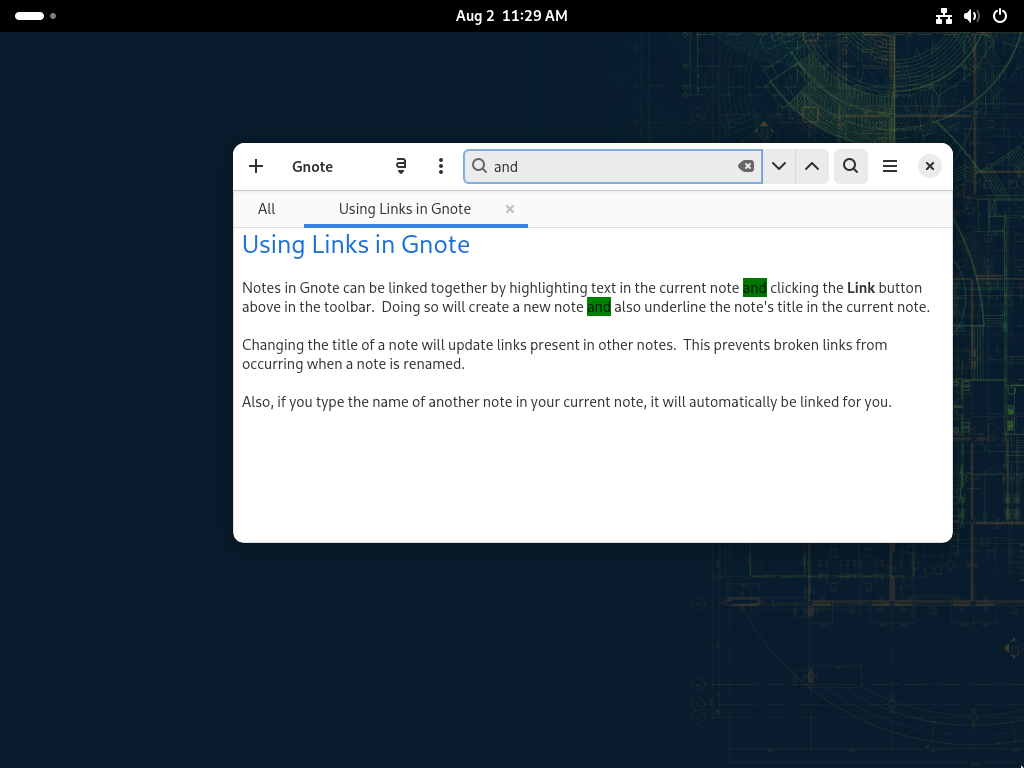 Aug 2  11:29 AM
Gnote
a
and
All
Using Links in Gnote
Using Links in Gnote
Notes in Gnote can be linked together by highlighting text in the current note and clicking the Link button
above in the toolbar.  Doing so will create a new note and also underline the note's title in the current note.
Changing the title of a note will update links present in other notes.  This prevents broken links from
occurring when a note is renamed.
Also, if you type the name of another note in your current note, it will automatically be linked for you.